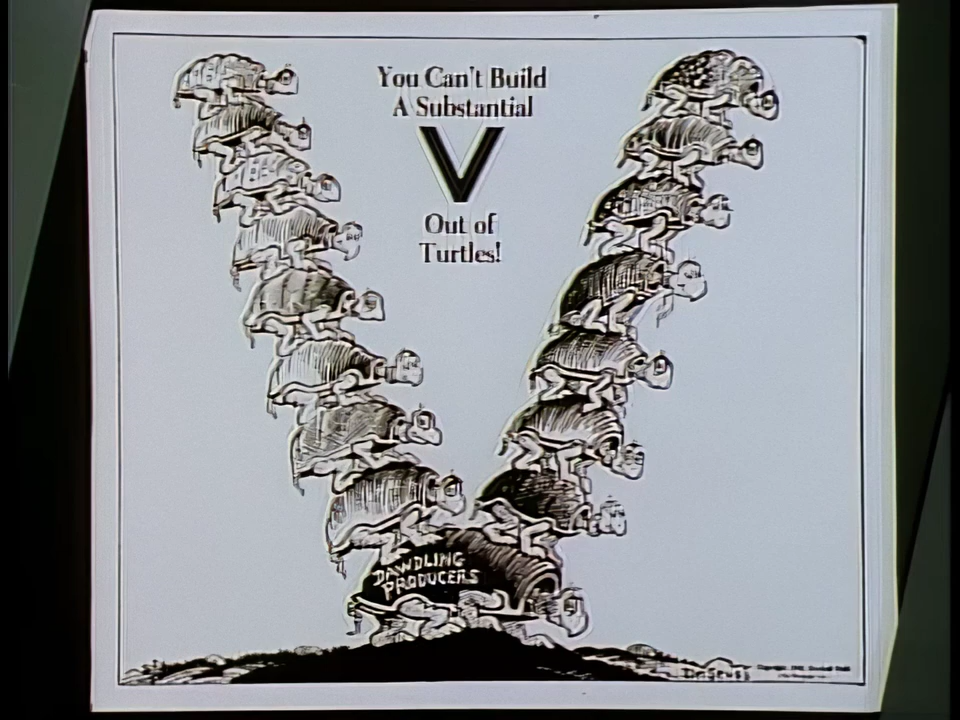 You Can't Build
A Substantial
V
Out of
Turtles!
DAWDLING
PRODUCERS
Dr. Seuss